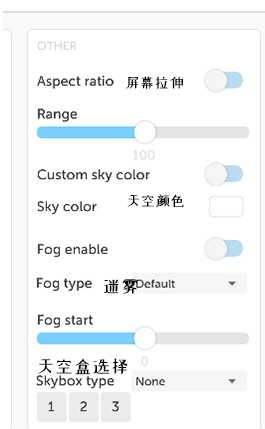 OTHER
Aspect ratio 屏幕拉伸
Range
100
Custom sky color
Sky color 天空颜色
Fog enable
Fog type 迷雾 Default
Fog start
0
天空盒选择
Skybox type None
1 2 3